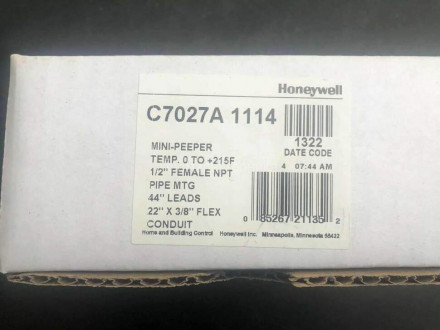 Honeywell
C7027A 1114
1322
DATE CODE
4 07:44 AM
MINI-PEEPER
TEMP. 0 TO +215F
1/2" FEMALE NPT
PIPE MTG
44" LEADS
22" X 3/8" FLEX
CONDUIT
0 85267 21135 2
Home and Building Control Honeywell Inc. Minneapolis, Minnesota 55422